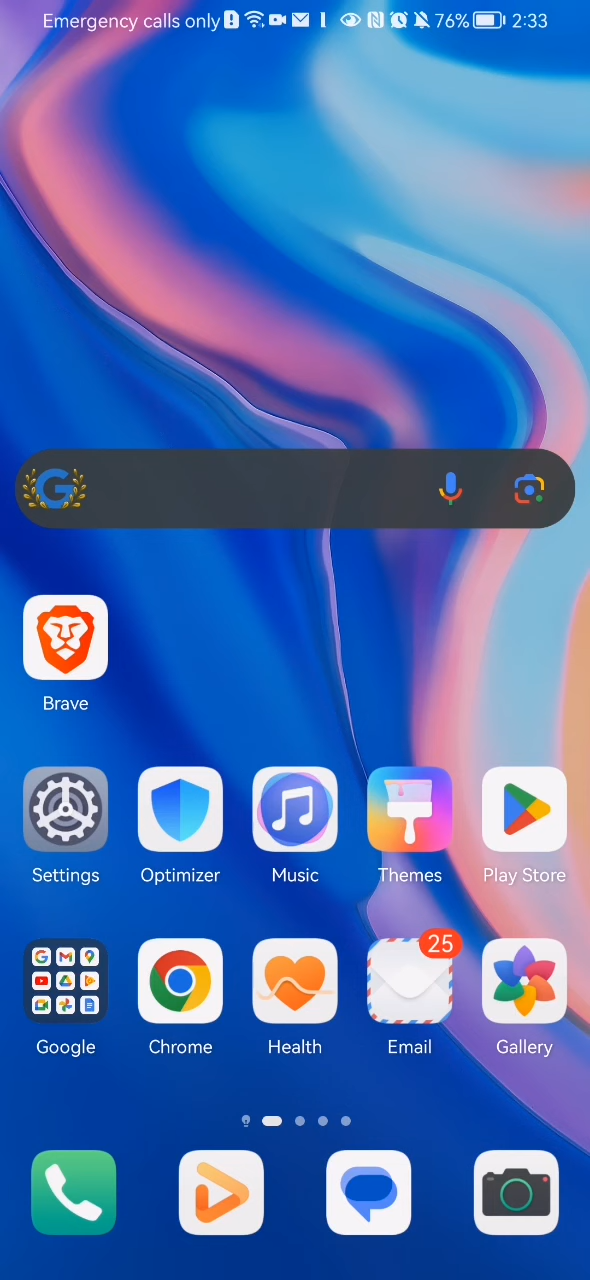 Emergency calls only 76% 2:33
Brave
Settings Optimizer Music Themes Play Store
25
Google Chrome Health Email Gallery